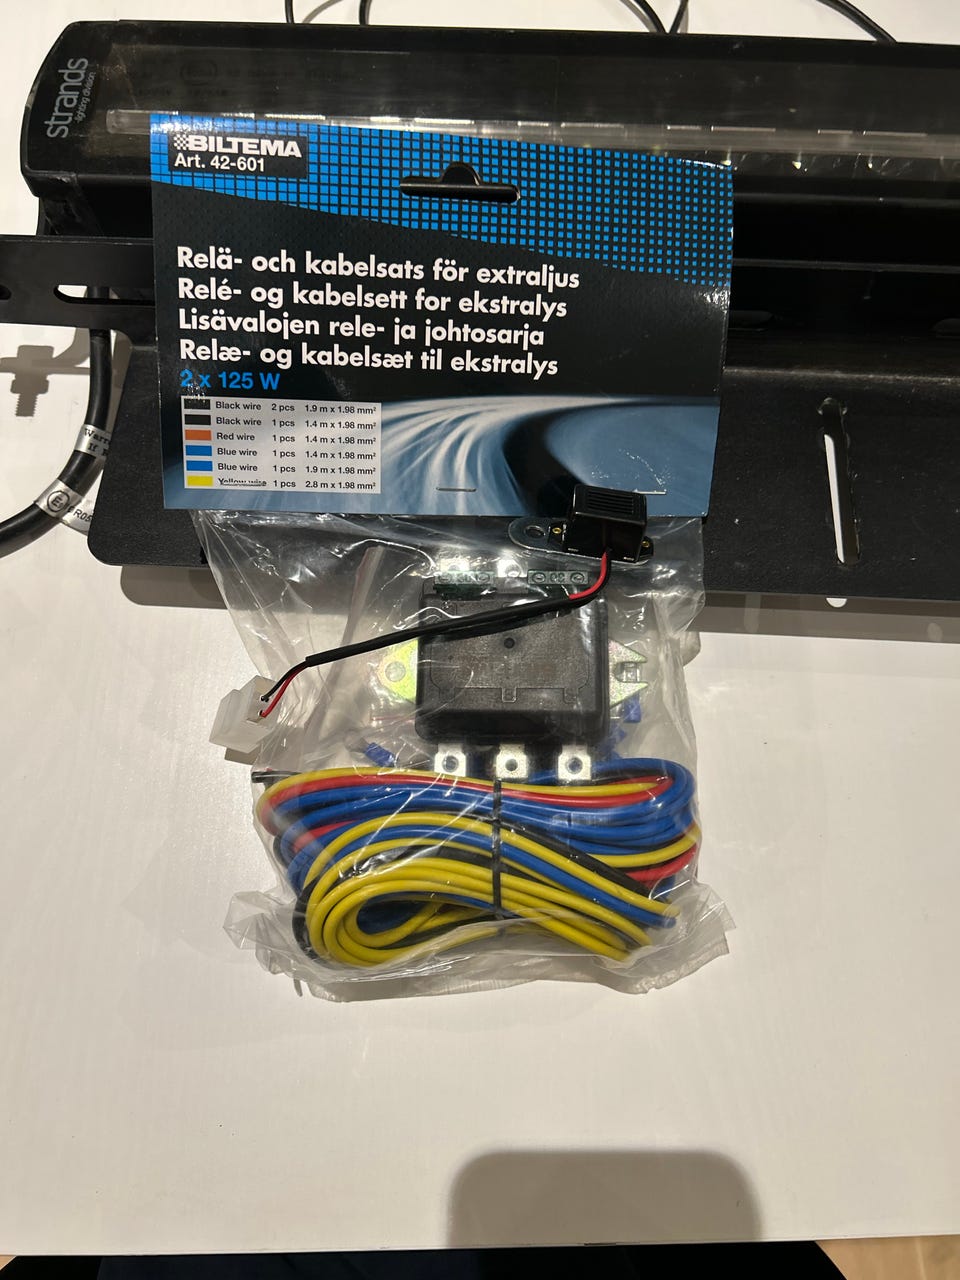 strands
lighting division
BILTEMA
Art. 42-601
Relä- och kabelsats för extraljus
Relé- og kabelsett for ekstralys
Lisävalojen rele- ja johtosarja
Relæ- og kabelsæt til ekstralys
2 x 125 W
Black wire 2 pcs 1.9 m x 1.98 mm²
Black wire 1 pcs 1.4 m x 1.98 mm²
Red wire 1 pcs 1.4 m x 1.98 mm²
Blue wire 1 pcs 1.4 m x 1.98 mm²
Blue wire 1 pcs 1.9 m x 1.98 mm²
Yellow wire 1 pcs 2.8 m x 1.98 mm²